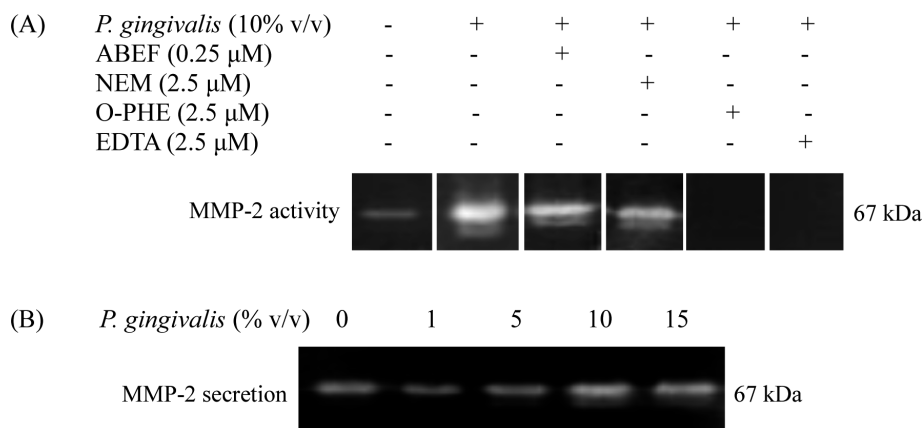 (A) P. gingivalis (10% v/v) - + + + + +
ABEF (0.25 μM) - - + - - -
NEM (2.5 μM) - - - + - -
O-PHE (2.5 μM) - - - - + -
EDTA (2.5 μM) - - - - - +
MMP-2 activity 67 kDa
(B) P. gingivalis (% v/v) 0 1 5 10 15
MMP-2 secretion 67 kDa